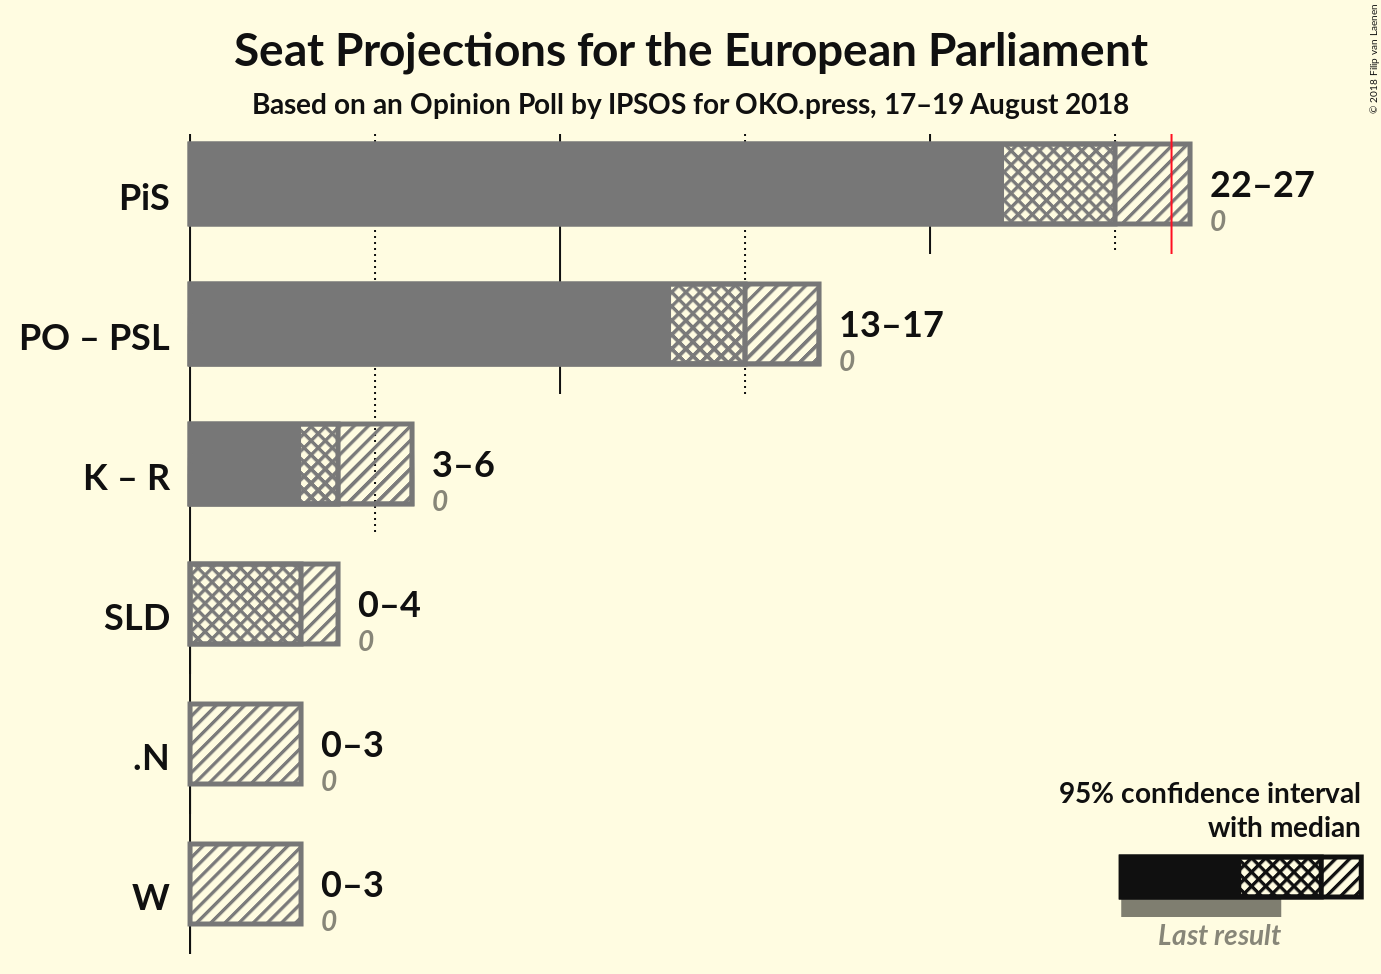 Seat Projections for the European Parliament
Based on an Opinion Poll by IPSOS for OKO.press, 17–19 August 2018
© 2018 Filip van Laenen
PiS
22–27
0
PO – PSL
13–17
0
K – R
3–6
0
SLD
0–4
0
.N
0–3
0
W
0–3
0
95% confidence interval
with median
Last result